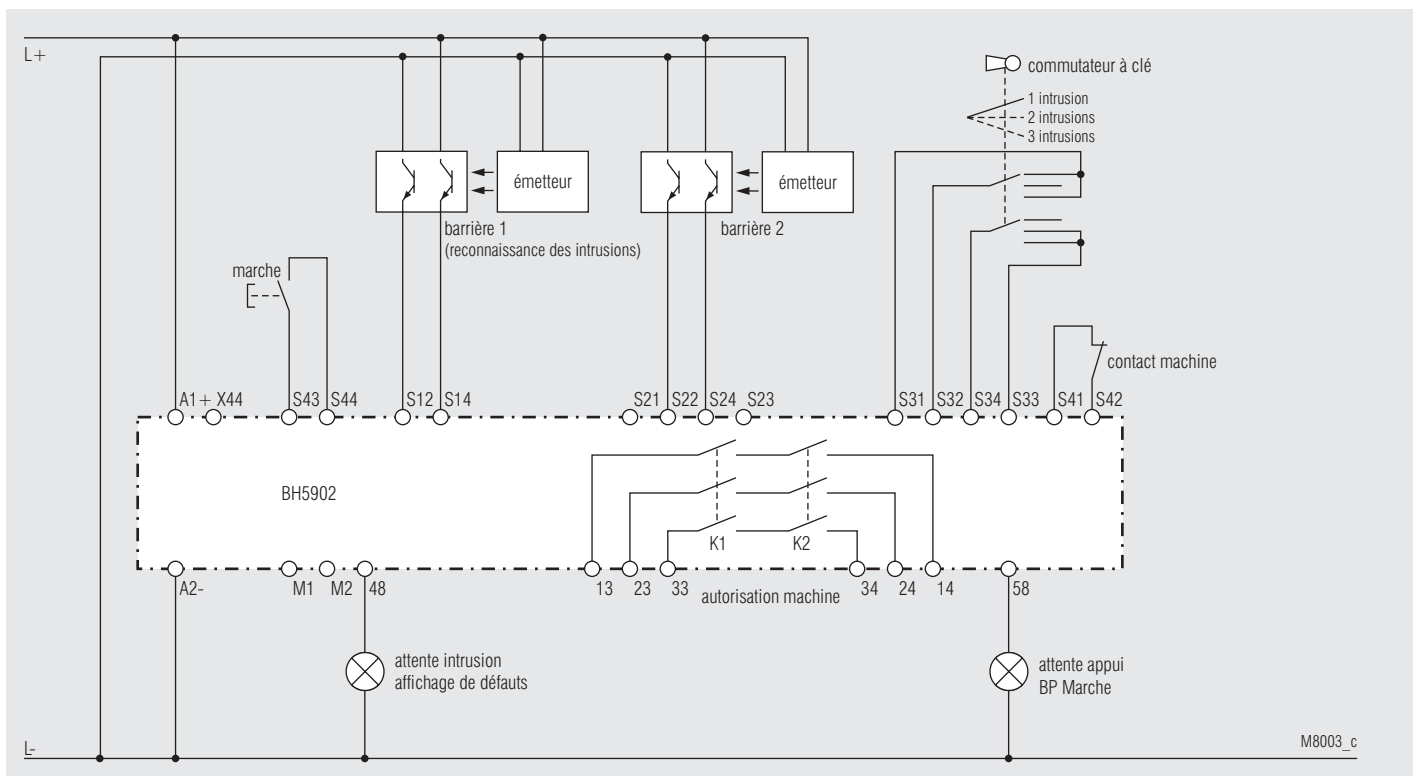 L+
commutateur à clé
1 intrusion
2 intrusions
3 intrusions
émetteur
émetteur
barrière 1
(reconnaissance des intrusions)
barrière 2
marche
contact machine
A1+ X44 S43 S44 S12 S14 S21 S22 S24 S23 S31 S32 S34 S33 S41 S42
BH5902
K1 K2
A2- M1 M2 48 13 23 33 autorisation machine 34 24 14 58
attente intrusion
affichage de défauts
attente appui
BP Marche
L-
M8003_c